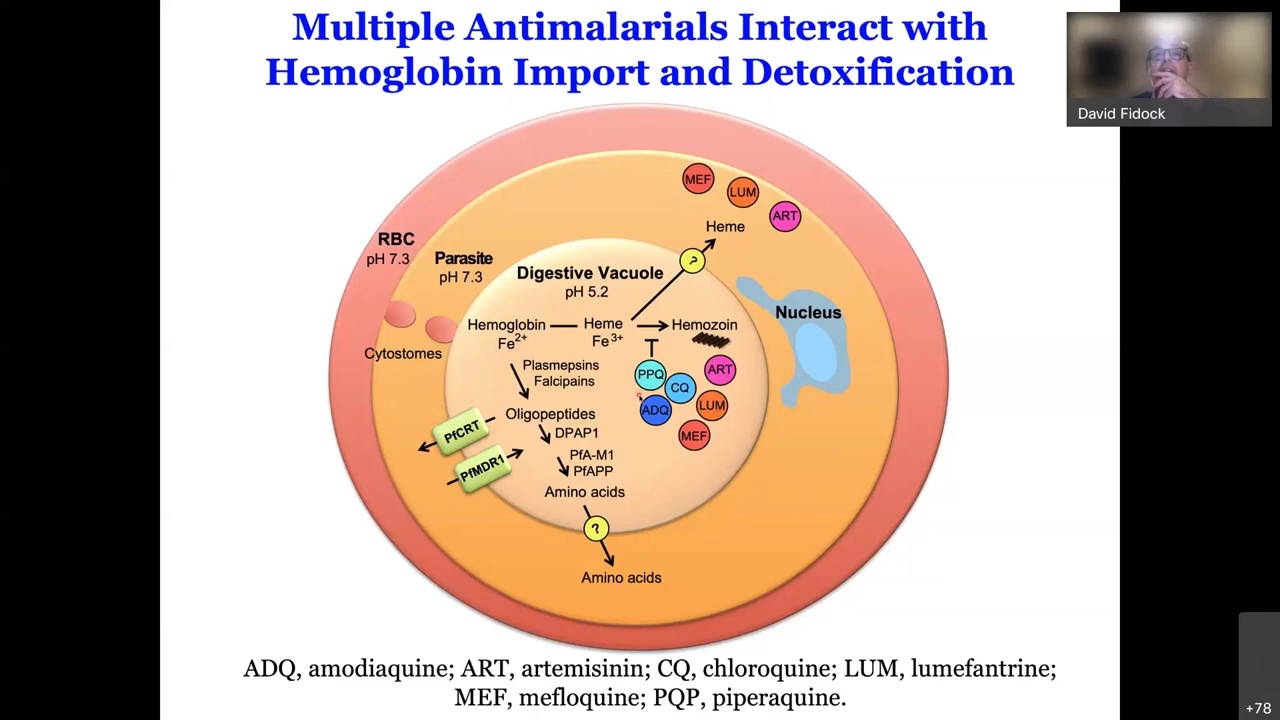 Multiple Antimalarials Interact with
Hemoglobin Import and Detoxification
David Fidock
MEF
LUM
ART
Heme
?
RBC
pH 7.3
Parasite
pH 7.3
Digestive Vacuole
pH 5.2
Nucleus
Hemoglobin
Fe2+
Heme
Fe3+
Hemozoin
Cytostomes
Plasmepsins
Falcipains
PPQ
CQ
ART
ADQ
LUM
MEF
Oligopeptides
DPAP1
PfCRT
PfMDR1
PfA-M1
PfAPP
Amino acids
?
Amino acids
ADQ, amodiaquine; ART, artemisinin; CQ, chloroquine; LUM, lumefantrine;
MEF, mefloquine; PQP, piperaquine.
+78